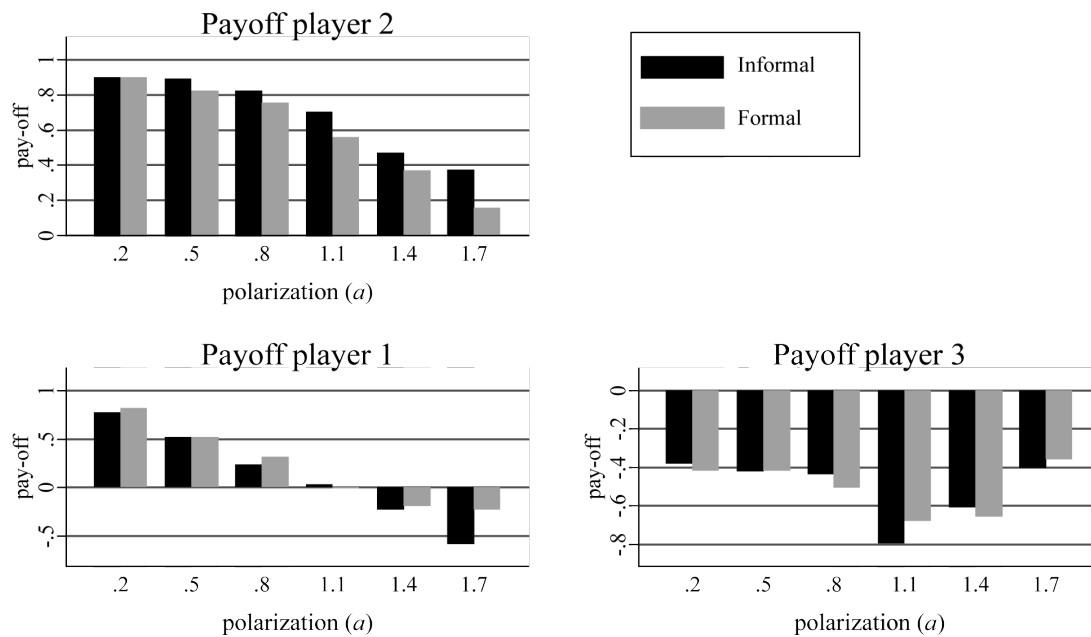 Payoff player 2
pay-off
1
.8
.6
.4
.2
0
.2 .5 .8 1.1 1.4 1.7
polarization (a)
Informal
Formal
Payoff player 1
pay-off
1
.5
0
-.5
.2 .5 .8 1.1 1.4 1.7
polarization (a)
Payoff player 3
pay-off
0
-.2
-.4
-.6
-.8
.2 .5 .8 1.1 1.4 1.7
polarization (a)